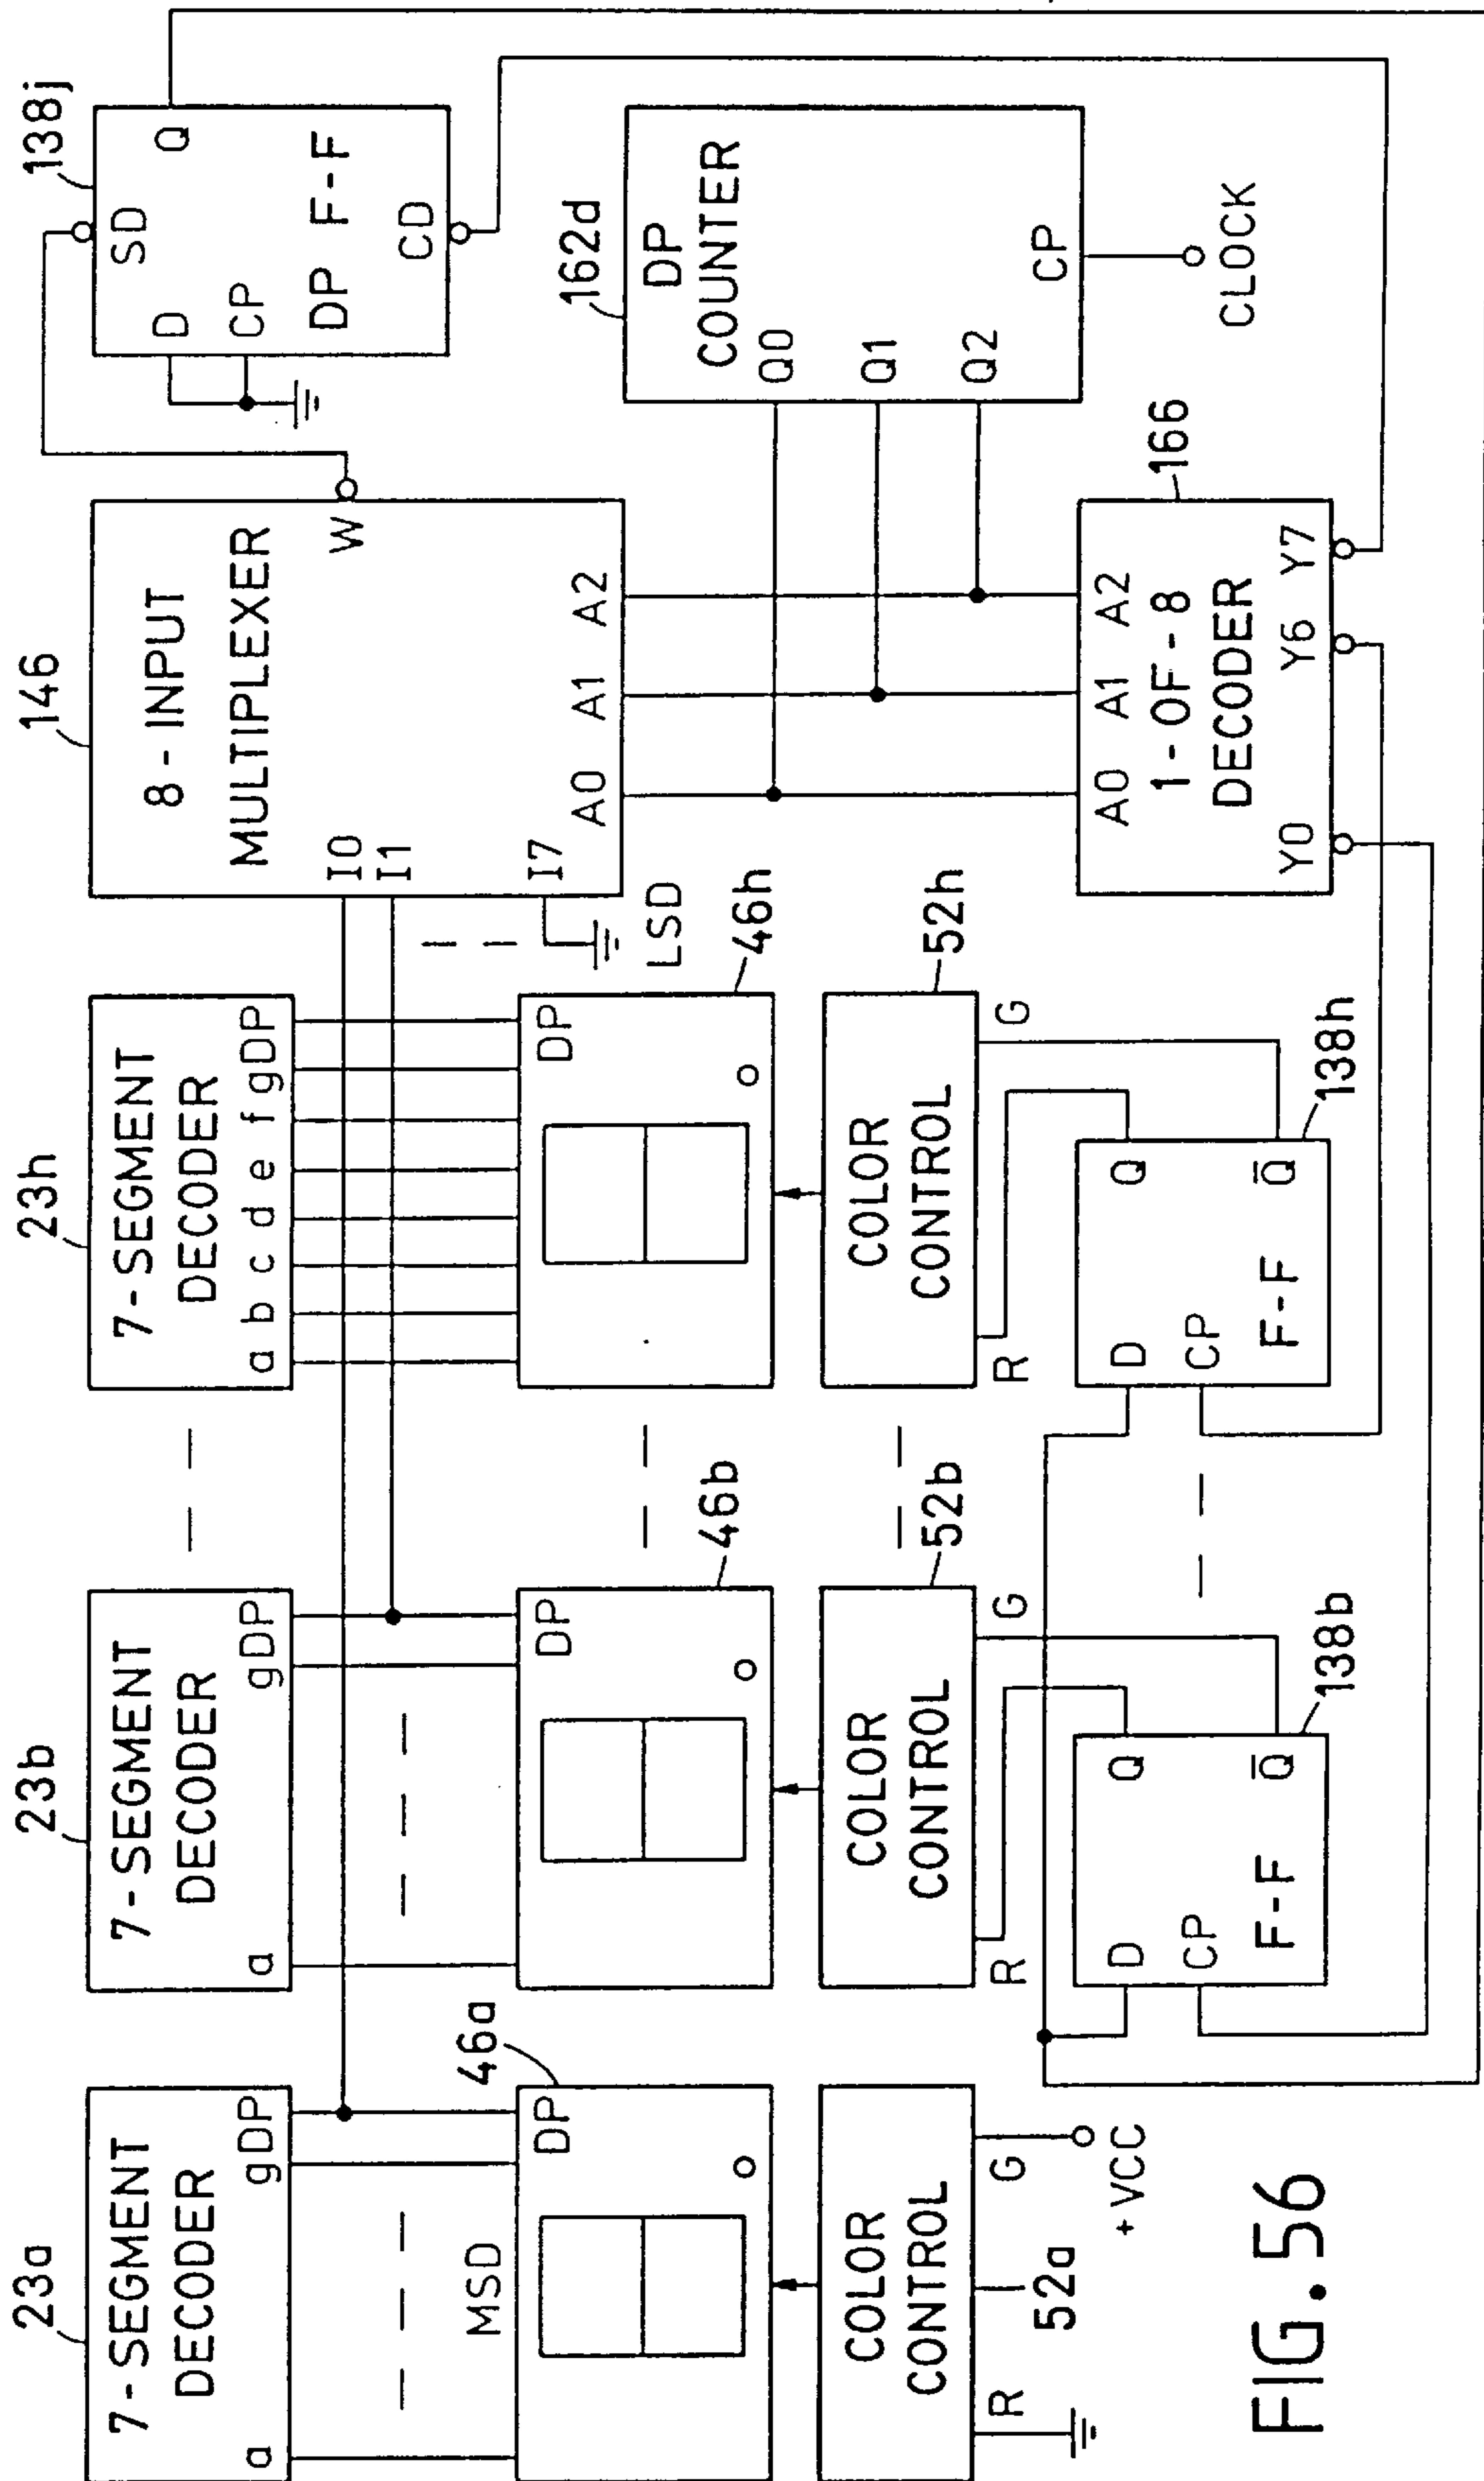 23a
7-SEGMENT
DECODER
a
gDP
23b
7-SEGMENT
DECODER
a
gDP
23h
7-SEGMENT
DECODER
a b c d e f gDP
146
8-INPUT
MULTIPLEXER
I0
I1
I7
W
A0 A1 A2
138j
D
SD
Q
CP
DP F-F
CD
MSD
46a
DP
46b
DP
LSD
46h
DP
162d
DP
COUNTER
Q0
Q1
Q2
CP
CLOCK
COLOR
CONTROL
R
G
52a
+VCC
COLOR
CONTROL
52b
R
G
COLOR
CONTROL
52h
R
G
166
A0 A1 A2
1-OF-8
DECODER
Y0 Y6 Y7
D
Q
CP
F-F
Q̅
138b
D
Q
CP
F-F
Q̅
138h
FIG. 56